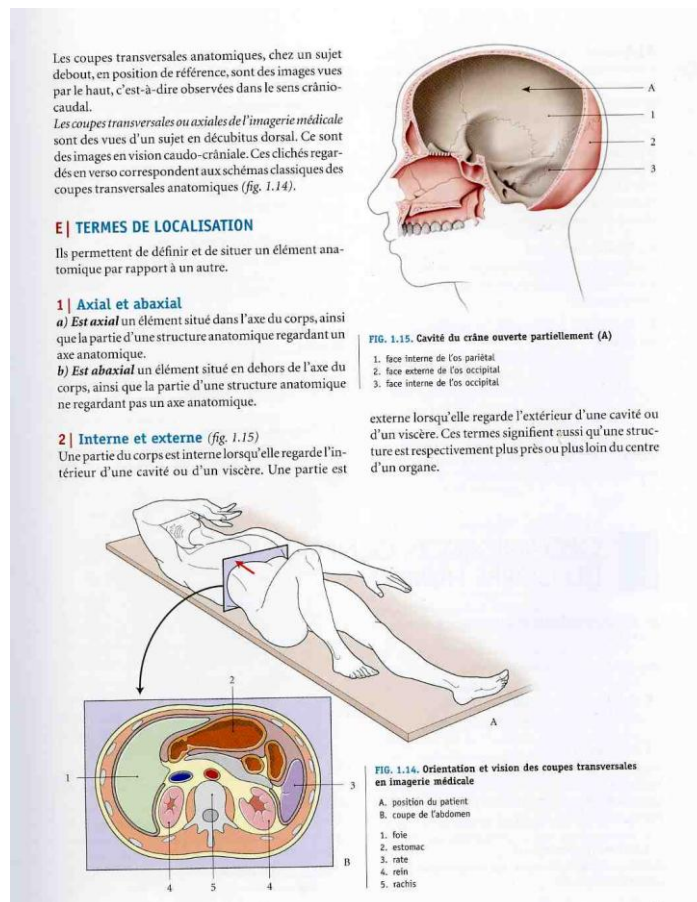 Les coupes transversales anatomiques, chez un sujet
debout, en position de référence, sont des images vues
par le haut, c'est-à-dire observées dans le sens crânio-
caudal.
Les coupes transversales ou axiales de l'imagerie médicale
sont des vues d'un sujet en décubitus dorsal. Ce sont
des images en vision caudo-crâniale. Ces clichés regar-
dés en verso correspondent aux schémas classiques des
coupes transversales anatomiques (fig. 1.14).
E| TERMES DE LOCALISATION
Ils permettent de définir et de situer un élément ana-
tomique par rapport à un autre.
1| Axial et abaxial
a) Est axial un élément situé dans l'axe du corps, ainsi
que la partie d'une structure anatomique regardant un
axe anatomique.
b) Est abaxial un élément situé en dehors de l'axe du
corps, ainsi que la partie d'une structure anatomique
ne regardant pas un axe anatomique.
2| Interne et externe (fig. 1.15)
Une partie du corps est interne lorsqu'elle regarde l'in-
térieur d'une cavité ou d'un viscère. Une partie est
A
1
2
3
FIG. 1.15. Cavité du crâne ouverte partiellement (A)
1. face interne de l'os pariétal
2. face externe de l'os occipital
3. face interne de l'os occipital
externe lorsqu'elle regarde l'extérieur d'une cavité ou
d'un viscère. Ces termes signifient aussi qu'une struc-
ture est respectivement plus près ou plus loin du centre
d'un organe.
A
2
1
3
B
4 5 4
FIG. 1.14. Orientation et vision des coupes transversales
en imagerie médicale
A. position du patient
B. coupe de l'abdomen
1. foie
2. estomac
3. rate
4. rein
5. rachis